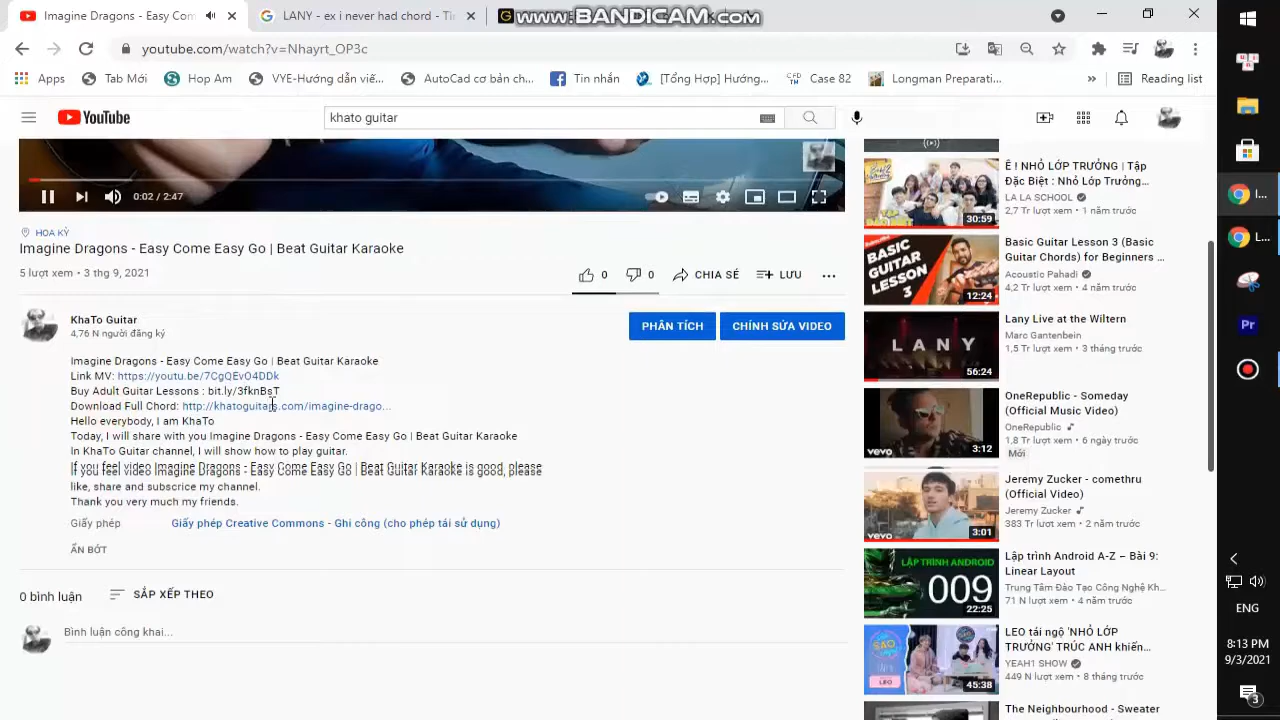 Imagine Dragons - Easy Com
LANY - ex i never had chord - Th
www.BANDICAM.com
youtube.com/watch?v=Nhayrt_OP3c
Apps
Tab Mới
Hop Am
VYE-Hướng dẫn viế...
AutoCad cơ bản ch...
Tin nhắn
[Tổng Hợp] Hướng...
Case 82
Longman Preparati...
»
Reading list
YouTube
khato guitar
0:02 / 2:47
HOA KỲ
Imagine Dragons - Easy Come Easy Go | Beat Guitar Karaoke
5 lượt xem • 3 thg 9, 2021
0
0
CHIA SẺ
LƯU
KhaTo Guitar
4,76 N người đăng ký
PHÂN TÍCH
CHỈNH SỬA VIDEO
Imagine Dragons - Easy Come Easy Go | Beat Guitar Karaoke
Link MV: https://youtu.be/7CgQEvO4DDk
Buy Adult Guitar Lessons : bit.ly/3fknBsT
Download Full Chord: http://khatoguitars.com/imagine-drago...
Hello everybody, I am KhaTo
Today, I will share with you Imagine Dragons - Easy Come Easy Go | Beat Guitar Karaoke
In KhaTo Guitar channel, I will show how to play guitar.
If you feel video Imagine Dragons - Easy Come Easy Go | Beat Guitar Karaoke is good, please
like, share and subscrice my channel.
Thank you very much my friends.
Giấy phép
Giấy phép Creative Commons - Ghi công (cho phép tái sử dụng)
ẨN BỚT
0 bình luận
SẮP XẾP THEO
Bình luận công khai...
30:59
Ê ! NHỎ LỚP TRƯỞNG | Tập
Đặc Biệt : Nhỏ Lớp Trưởng...
LA LA SCHOOL
2,7 Tr lượt xem • 1 năm trước
BASIC
GUITAR
LESSON
3
12:24
Basic Guitar Lesson 3 (Basic
Guitar Chords) for Beginners ...
Acoustic Pahadi
4,2 Tr lượt xem • 4 năm trước
LANY
56:24
Lany Live at the Wiltern
Marc Gantenbein
1,5 Tr lượt xem • 3 tháng trước
vevo
3:12
OneRepublic - Someday
(Official Music Video)
OneRepublic
1,8 Tr lượt xem • 6 ngày trước
Mới
vevo
3:01
Jeremy Zucker - comethru
(Official Video)
Jeremy Zucker
383 Tr lượt xem • 2 năm trước
LẬP TRÌNH ANDROID
009
22:25
Lập trình Android A-Z – Bài 9:
Linear Layout
Trung Tâm Đào Tạo Công Nghệ Kh...
71 N lượt xem • 4 năm trước
SAO
LEO
45:38
LEO tái ngộ 'NHỎ LỚP
TRƯỞNG' TRÚC ANH khiến...
YEAH1 SHOW
449 N lượt xem • 8 tháng trước
The Neighbourhood - Sweater
I...
L...
Pr
ENG
8:13 PM
9/3/2021
3